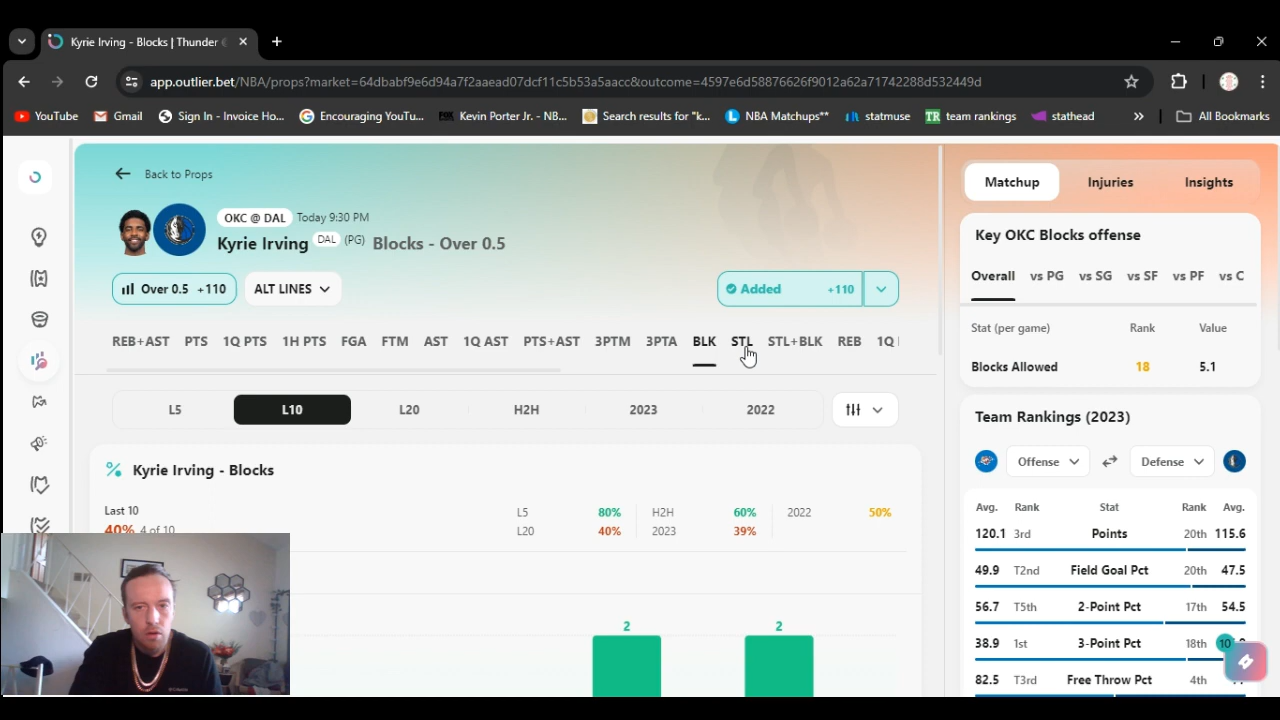 Kyrie Irving - Blocks | Thunder
app.outlier.bet/NBA/props?market=64dbabf9e6d94a7f2aaead07dcf11c5b53a5aacc&outcome=4597e6d58876626f9012a62a71742288d532449d
YouTube Gmail Sign In - Invoice Ho... Encouraging YouTu... Kevin Porter Jr. - NB... Search results for "k... NBA Matchups** statmuse TR team rankings stathead » All Bookmarks
Back to Props
OKC @ DAL Today 9:30 PM
Kyrie Irving DAL (PG) Blocks - Over 0.5
Over 0.5 +110 ALT LINES Added +110
REB+AST PTS 1Q PTS 1H PTS FGA FTM AST 1Q AST PTS+AST 3PTM 3PTA BLK STL STL+BLK REB 1Q
L5 L10 L20 H2H 2023 2022
Kyrie Irving - Blocks
Last 10
40% 4 of 10
L5 80% H2H 60% 2022 50%
L20 40% 2023 39%
2 2
Matchup Injuries Insights
Key OKC Blocks offense
Overall vs PG vs SG vs SF vs PF vs C
Stat (per game) Rank Value
Blocks Allowed 18 5.1
Team Rankings (2023)
Offense Defense
Avg. Rank Stat Rank Avg.
120.1 3rd Points 20th 115.6
49.9 T2nd Field Goal Pct 20th 47.5
56.7 T5th 2-Point Pct 17th 54.5
38.9 1st 3-Point Pct 18th
82.5 T3rd Free Throw Pct 4th